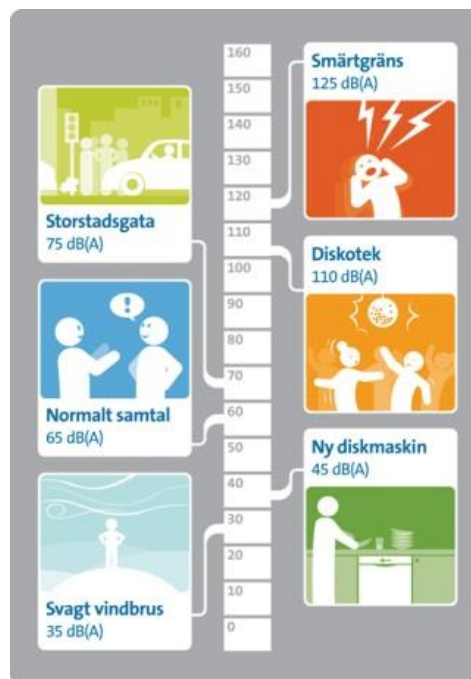 Storstadsgata
75 dB(A)
Normalt samtal
65 dB(A)
Svagt vindbrus
35 dB(A)
160
150
140
130
120
110
100
90
80
70
60
50
40
30
20
10
0
Smärtgräns
125 dB(A)
Diskotek
110 dB(A)
Ny diskmaskin
45 dB(A)